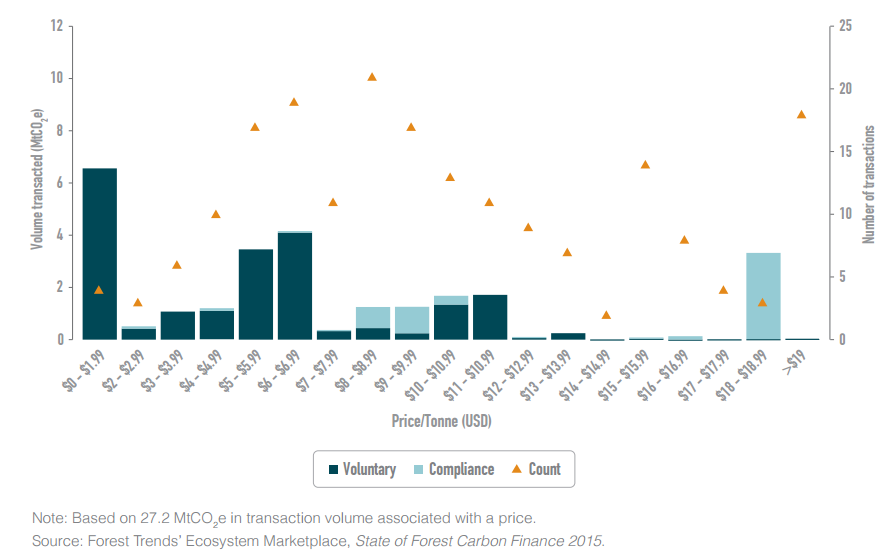 12
10
8
6
4
2
0
Volume transacted (MtCO₂e)
25
20
15
10
5
0
Number of transactions
$0 - $1.99
$2 - $2.99
$3 - $3.99
$4 - $4.99
$5 - $5.99
$6 - $6.99
$7 - $7.99
$8 - $8.99
$9 - $9.99
$10 - $10.99
$11 - $10.99
$12 - $12.99
$13 - $13.99
$14 - $14.99
$15 - $15.99
$16 - $16.99
$17 - $17.99
$18 - $18.99
>$19
Price/Tonne (USD)
Voluntary Compliance Count
Note: Based on 27.2 MtCO₂e in transaction volume associated with a price.
Source: Forest Trends' Ecosystem Marketplace, State of Forest Carbon Finance 2015.